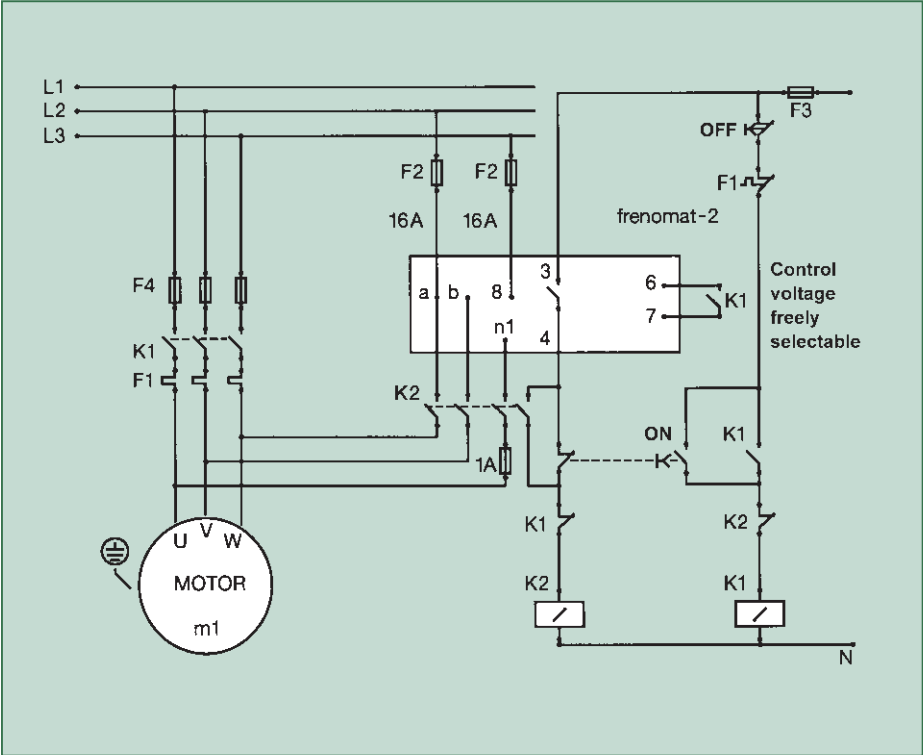 L1
L2
L3
F3
OFF
F2
F2
F1
16A
16A
frenomat-2
Control
voltage
freely
selectable
3
6
a
b
8
K1
7
n1
4
F4
K1
F1
K2
ON
K1
1A
K1
K2
U
V
W
MOTOR
m1
K2
K1
N